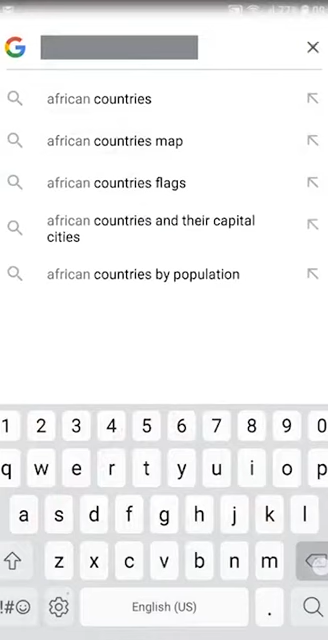 african countries
african countries map
african countries flags
african countries and their capital
cities
african countries by population
1 2 3 4 5 6 7 8 9 0
q w e r t y u i o p
a s d f g h j k l
z x c v b n m
!#☺ English (US) .